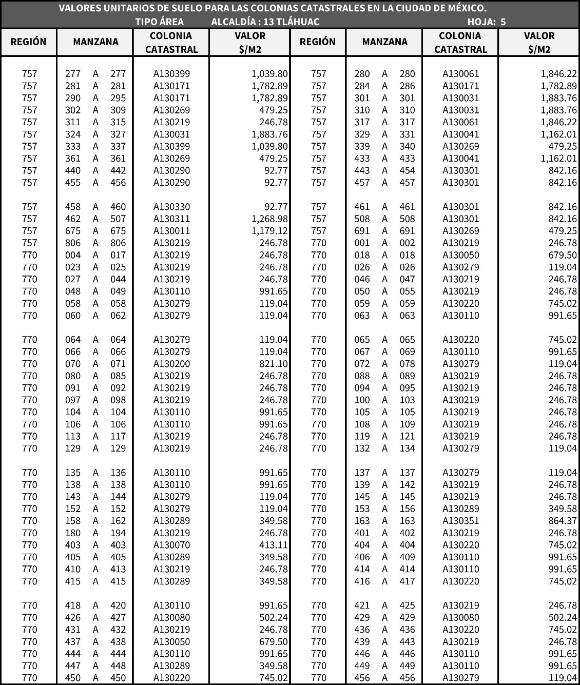 VALORES UNITARIOS DE SUELO PARA LAS COLONIAS CATASTRALES EN LA CIUDAD DE MÉXICO.
TIPO ÁREA ALCALDÍA : 13 TLÁHUAC HOJA: 5
REGIÓN MANZANA COLONIA CATASTRAL VALOR $/M2 REGIÓN MANZANA COLONIA CATASTRAL VALOR $/M2
757 277 A 277 A130399 1,039.80 757 280 A 280 A130061 1,846.22
757 281 A 281 A130171 1,782.89 757 284 A 286 A130171 1,782.89
757 290 A 295 A130171 1,782.89 757 301 A 301 A130031 1,883.76
757 302 A 309 A130269 479.25 757 310 A 310 A130031 1,883.76
757 311 A 315 A130219 246.78 757 317 A 317 A130061 1,846.22
757 324 A 327 A130031 1,883.76 757 329 A 331 A130041 1,162.01
757 333 A 337 A130399 1,039.80 757 339 A 340 A130269 479.25
757 361 A 361 A130269 479.25 757 433 A 433 A130041 1,162.01
757 440 A 442 A130290 92.77 757 443 A 454 A130301 842.16
757 455 A 456 A130290 92.77 757 457 A 457 A130301 842.16
757 458 A 460 A130330 92.77 757 461 A 461 A130301 842.16
757 462 A 507 A130311 1,268.98 757 508 A 508 A130301 842.16
757 675 A 675 A130011 1,179.12 757 691 A 691 A130269 479.25
757 806 A 806 A130219 246.78 770 001 A 002 A130219 246.78
770 004 A 017 A130219 246.78 770 018 A 018 A130050 679.50
770 023 A 025 A130219 246.78 770 026 A 026 A130279 119.04
770 027 A 044 A130219 246.78 770 046 A 047 A130219 246.78
770 048 A 049 A130110 991.65 770 050 A 055 A130219 246.78
770 058 A 058 A130279 119.04 770 059 A 059 A130220 745.02
770 060 A 062 A130279 119.04 770 063 A 063 A130110 991.65
770 064 A 064 A130279 119.04 770 065 A 065 A130220 745.02
770 066 A 066 A130279 119.04 770 067 A 069 A130110 991.65
770 070 A 071 A130200 821.10 770 072 A 078 A130279 119.04
770 080 A 085 A130219 246.78 770 088 A 089 A130219 246.78
770 091 A 092 A130219 246.78 770 094 A 095 A130219 246.78
770 097 A 098 A130219 246.78 770 100 A 103 A130219 246.78
770 104 A 104 A130110 991.65 770 105 A 105 A130219 246.78
770 106 A 106 A130110 991.65 770 108 A 109 A130219 246.78
770 113 A 117 A130219 246.78 770 119 A 121 A130219 246.78
770 129 A 129 A130219 246.78 770 132 A 134 A130279 119.04
770 135 A 136 A130110 991.65 770 137 A 137 A130279 119.04
770 138 A 138 A130110 991.65 770 139 A 142 A130219 246.78
770 143 A 144 A130279 119.04 770 145 A 145 A130219 246.78
770 152 A 152 A130279 119.04 770 153 A 156 A130289 349.58
770 158 A 162 A130289 349.58 770 163 A 163 A130351 864.37
770 180 A 194 A130219 246.78 770 401 A 402 A130219 246.78
770 403 A 403 A130070 413.11 770 404 A 404 A130220 745.02
770 405 A 405 A130289 349.58 770 406 A 409 A130110 991.65
770 410 A 413 A130219 246.78 770 414 A 414 A130110 991.65
770 415 A 415 A130289 349.58 770 416 A 417 A130220 745.02
770 418 A 420 A130110 991.65 770 421 A 425 A130219 246.78
770 426 A 427 A130080 502.24 770 429 A 429 A130080 502.24
770 431 A 432 A130219 246.78 770 436 A 436 A130220 745.02
770 437 A 438 A130050 679.50 770 439 A 443 A130219 246.78
770 444 A 444 A130110 991.65 770 446 A 446 A130110 991.65
770 447 A 448 A130289 349.58 770 449 A 449 A130110 991.65
770 450 A 450 A130220 745.02 770 456 A 456 A130279 119.04